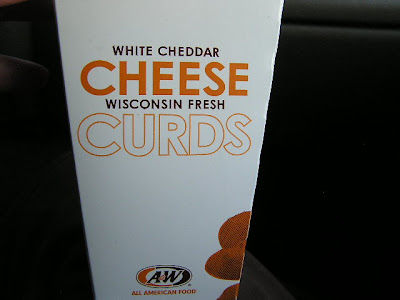 WHITE CHEDDAR
CHEESE
WISCONSIN FRESH
CURDS
A&W
ALL AMERICAN FOOD